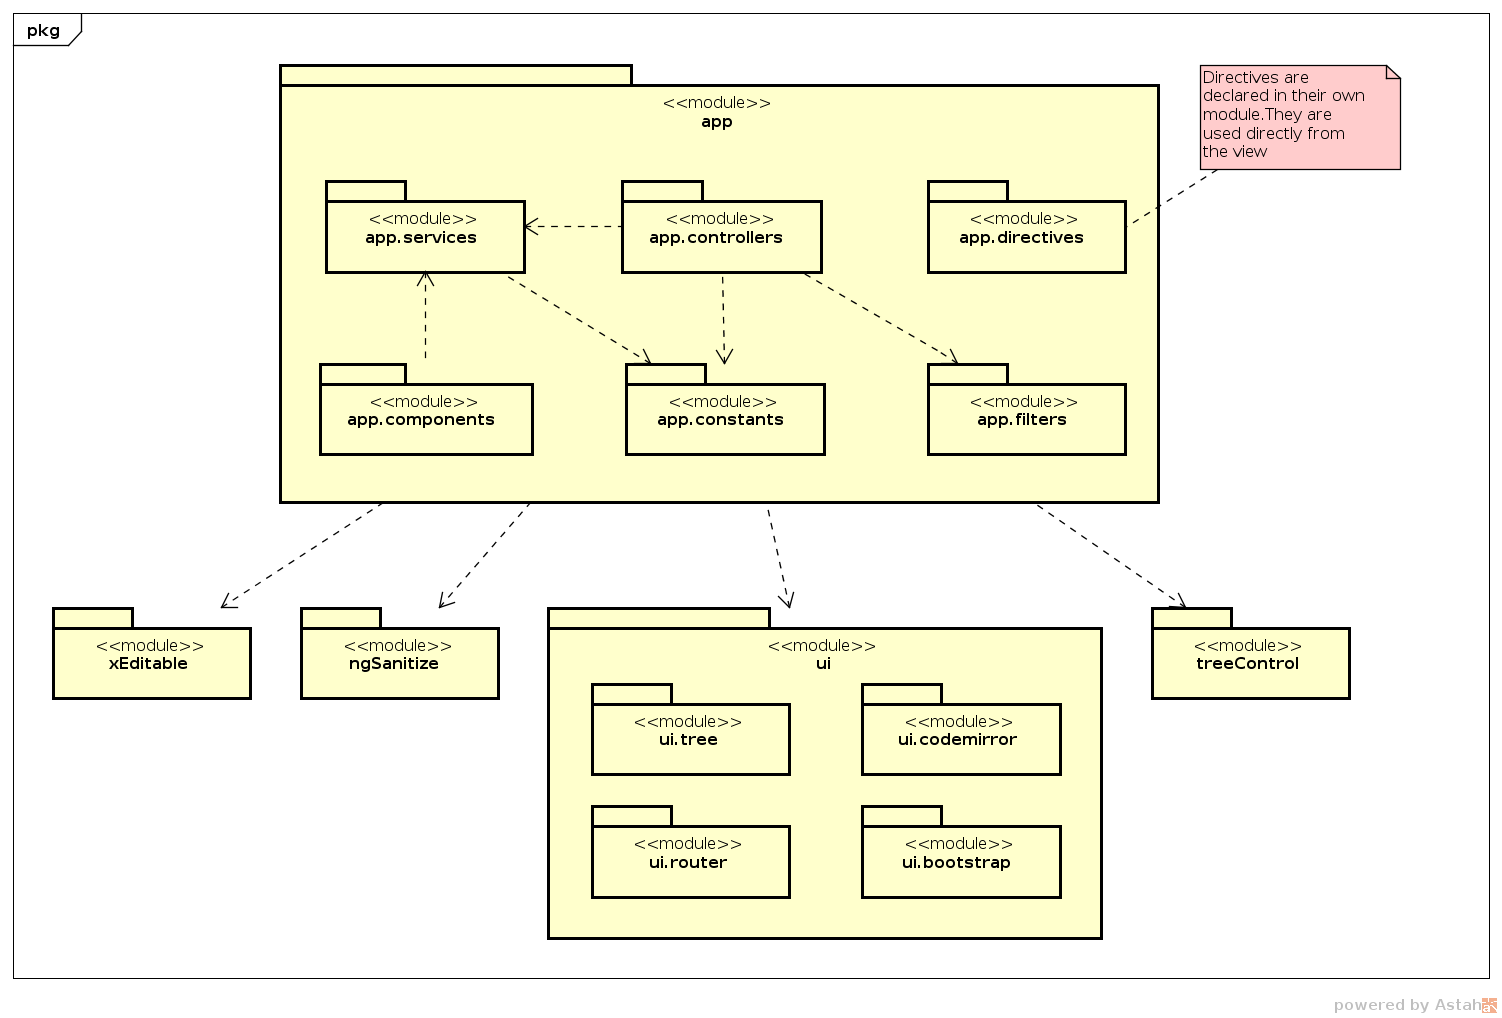 pkg
<<module>>
app
Directives are
declared in their own
module.They are
used directly from
the view
<<module>>
app.services
<<module>>
app.controllers
<<module>>
app.directives
<<module>>
app.components
<<module>>
app.constants
<<module>>
app.filters
<<module>>
xEditable
<<module>>
ngSanitize
<<module>>
ui
<<module>>
treeControl
<<module>>
ui.tree
<<module>>
ui.codemirror
<<module>>
ui.router
<<module>>
ui.bootstrap
powered by Astah